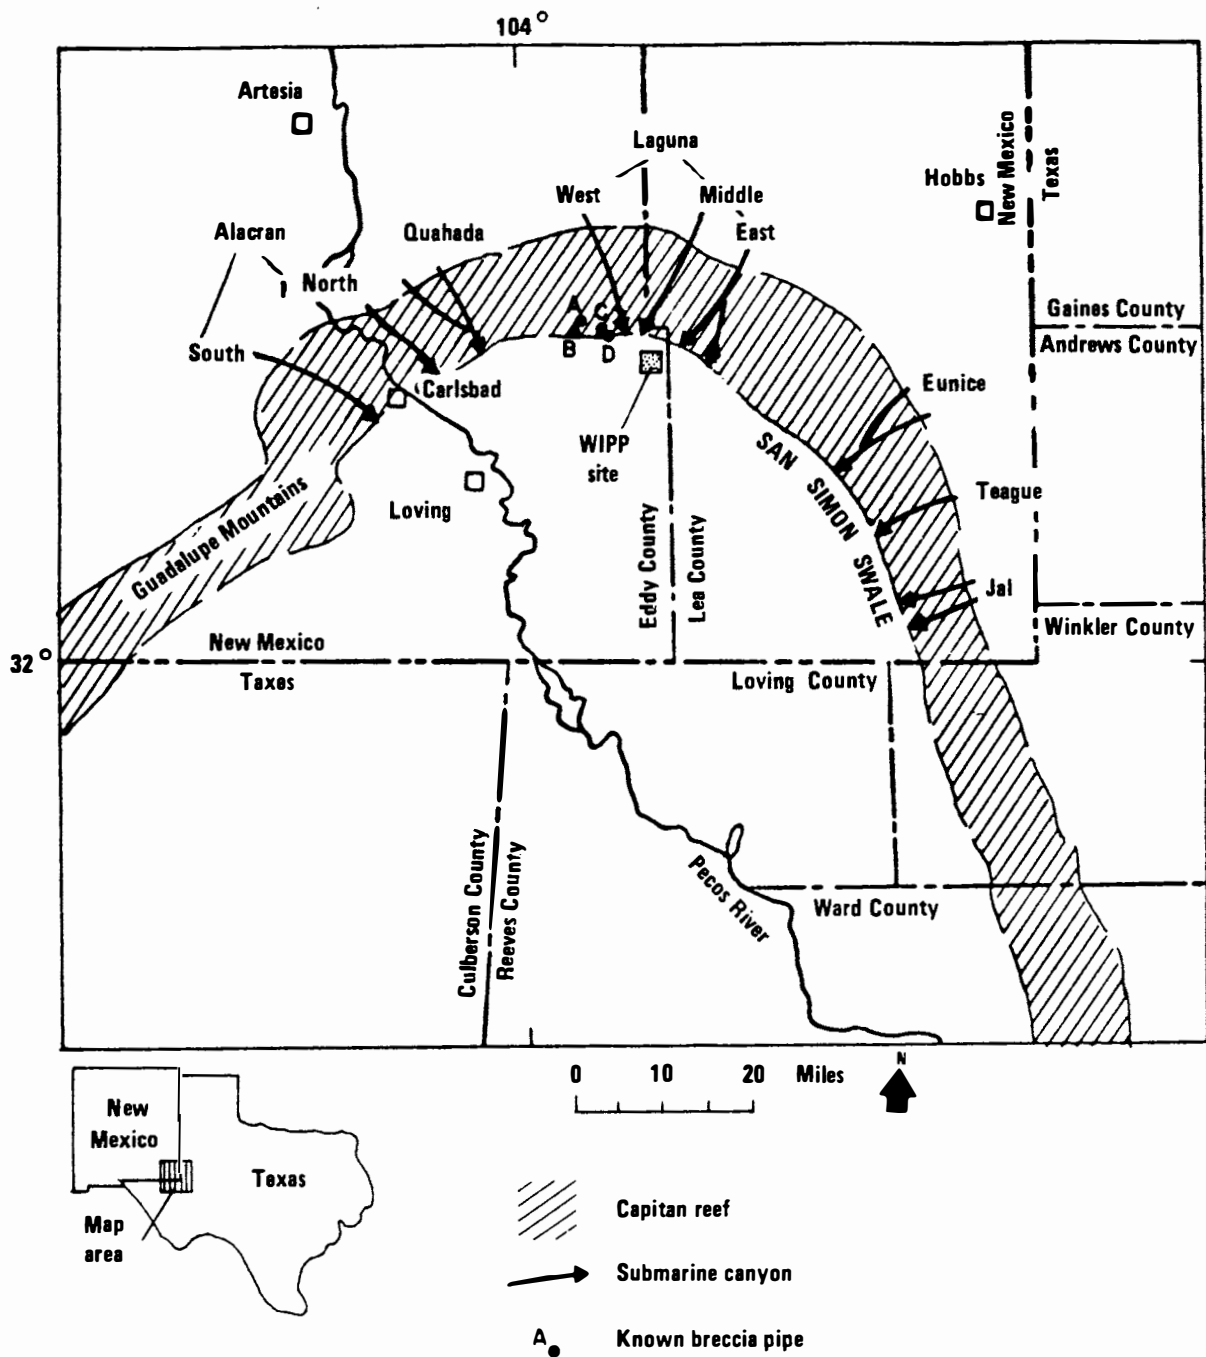 104°
Artesia
Laguna
New Mexico
Texas
Hobbs
West
Middle
Alacran
Quahada
East
North
A
C
Gaines County
South
B
D
Andrews County
Carlsbad
Eunice
WIPP
site
SAN SIMON SWALE
Teague
Loving
Guadalupe Mountains
Eddy County
Lea County
Jal
Winkler County
New Mexico
32°
Taxes
Loving County
Culberson County
Reeves County
Pecos River
Ward County
0 10 20 Miles
N
New
Mexico
Texas
Map
area
Capitan reef
Submarine canyon
A
Known breccia pipe